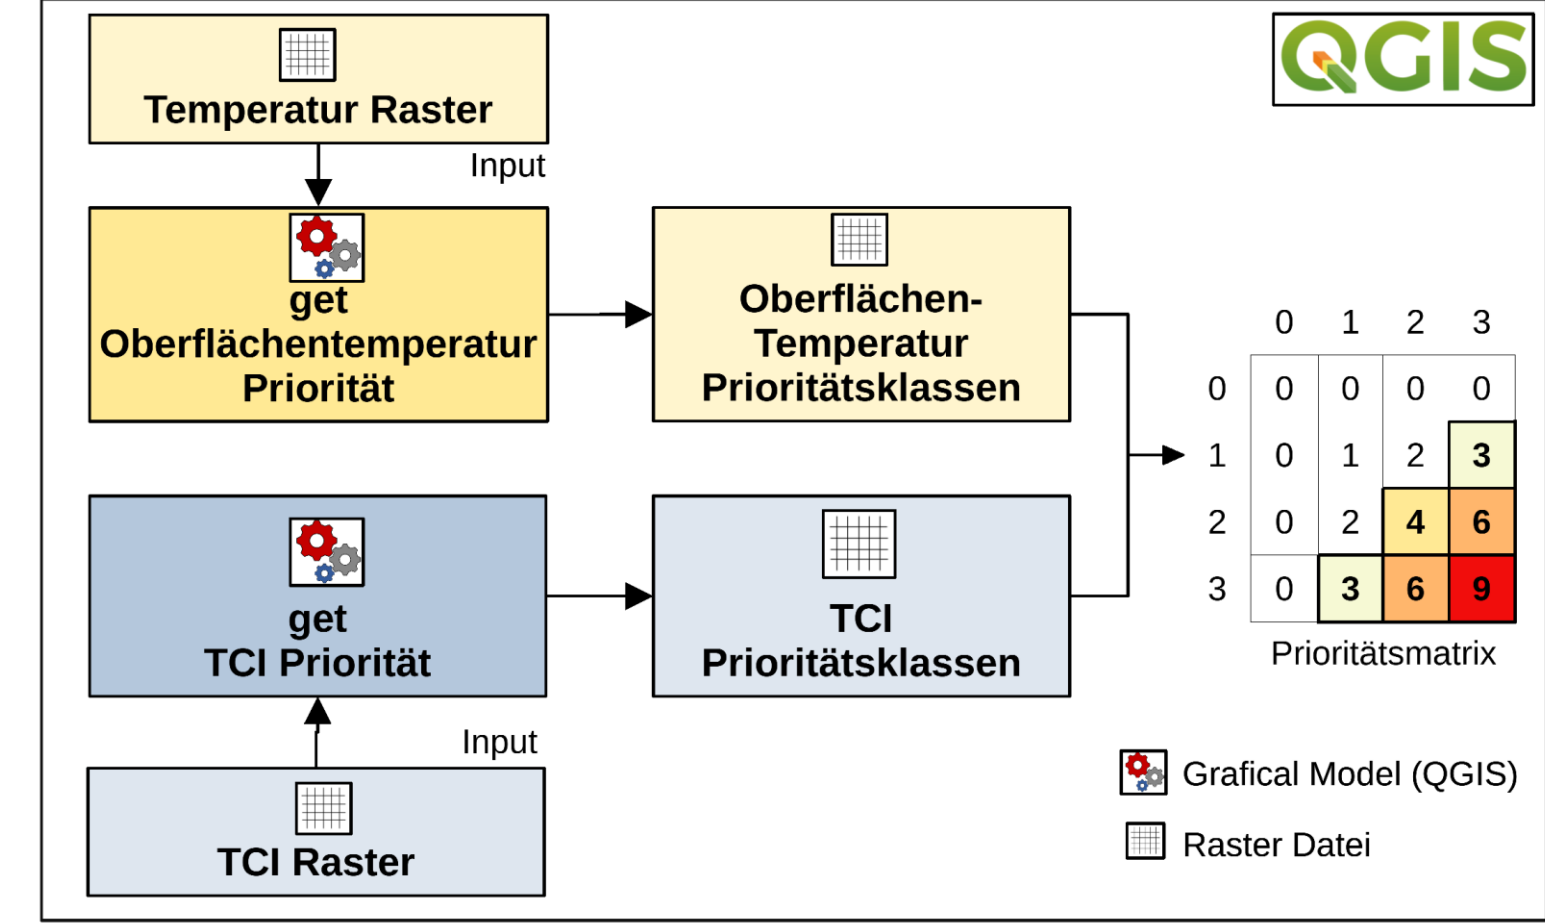 QGIS
Temperatur Raster
Input
get
Oberflächentemperatur
Priorität
Oberflächen-
Temperatur
Prioritätsklassen
get
TCI Priorität
TCI
Prioritätsklassen
Input
TCI Raster
0 1 2 3
0 0 0 0 0
1 0 1 2 3
2 0 2 4 6
3 0 3 6 9
Prioritätsmatrix
Grafical Model (QGIS)
Raster Datei